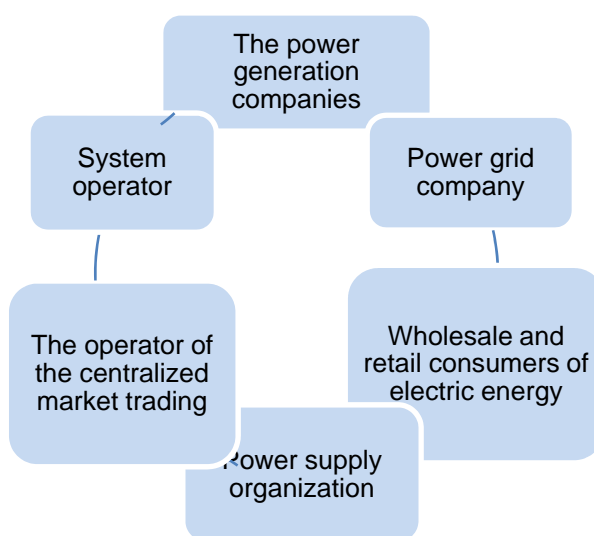 The power
generation
companies
Power grid
company
Wholesale and
retail consumers of
electric energy
Power supply
organization
The operator of
the centralized
market trading
System
operator